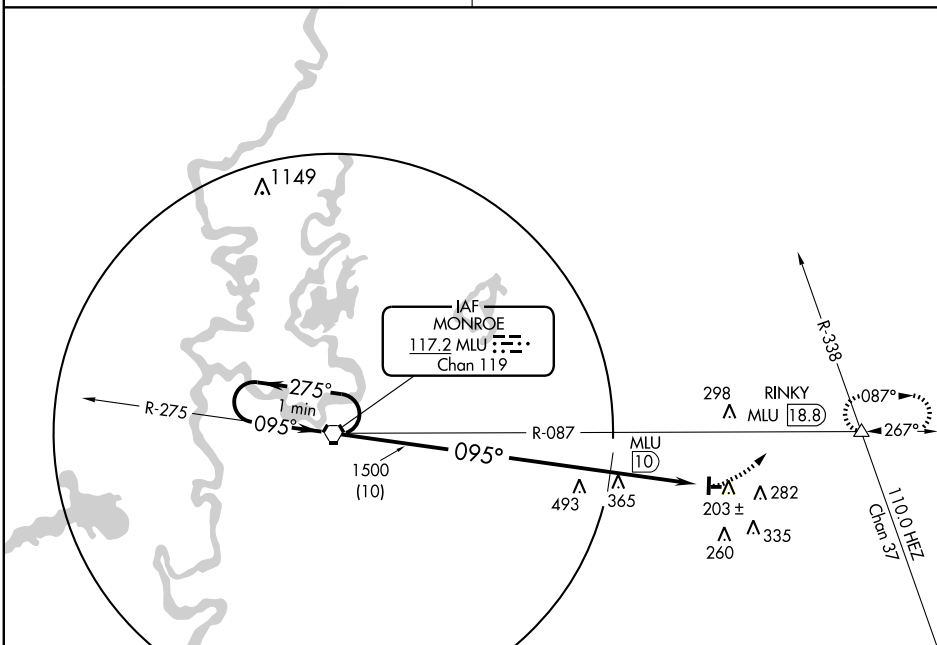 1149
IAF
MONROE
117.2 MLU
Chan 119
R-338
275°
1 min
095°
R-275
298
RINKY
MLU 18.8
087°
267°
R-087
MLU
10
095°
1500
(10)
493
365
203 ±
282
335
260
110.0 HEZ
Chan 37